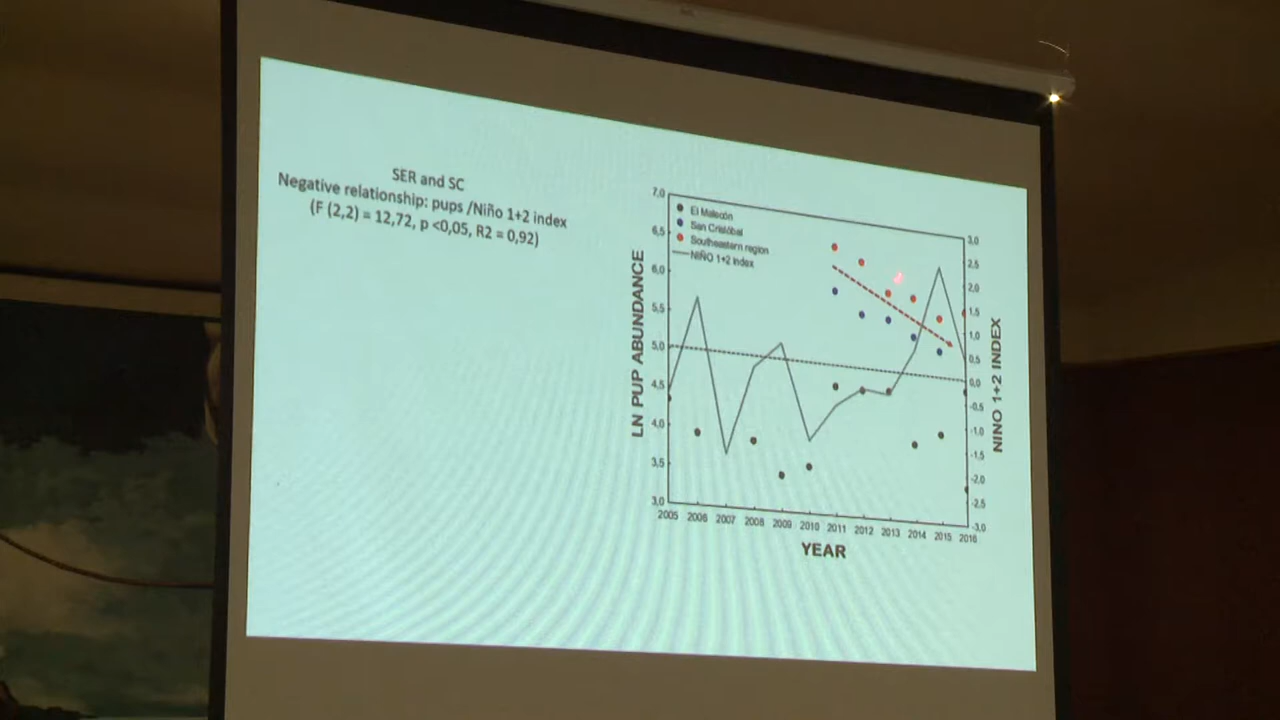 SER and SC
Negative relationship: pups /Niño 1+2 index
(F (2,2) = 12,72, p <0,05, R2 = 0,92)
LN PUP ABUNDANCE
7,0
6,5
6,0
5,5
5,0
4,5
4,0
3,5
3,0
El Malecón
San Cristóbal
Southeastern region
NIÑO 1+2 Index
3,0
2,5
2,0
1,5
1,0
0,5
0,0
-0,5
-1,0
-1,5
-2,0
-2,5
-3,0
NINO 1+2 INDEX
2005 2006 2007 2008 2009 2010 2011 2012 2013 2014 2015 2016
YEAR